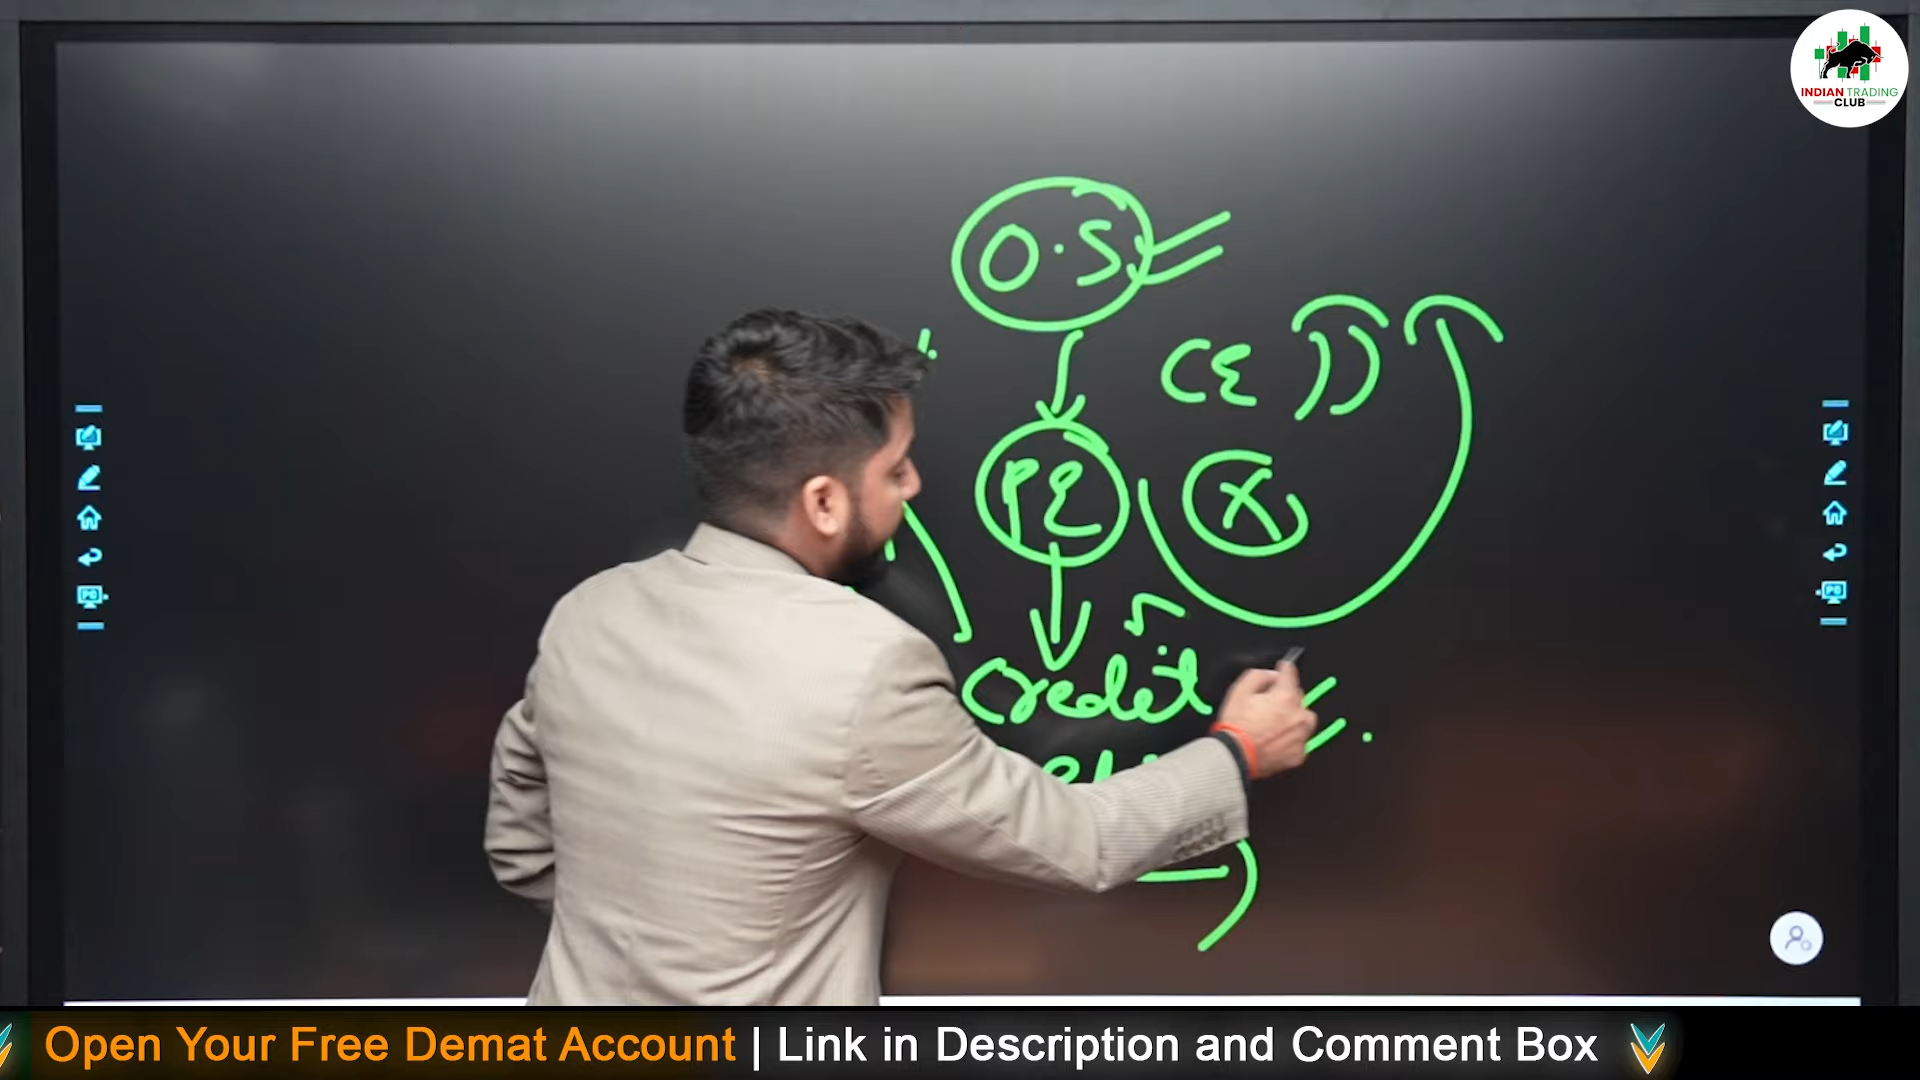 INDIAN TRADING
CLUB
O.S
CE
PE
X
Credit
Open Your Free Demat Account | Link in Description and Comment Box